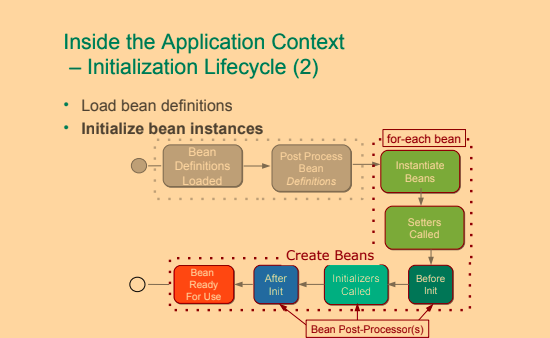 Inside the Application Context
– Initialization Lifecycle (2)
• Load bean definitions
• Initialize bean instances
for-each bean
Bean
Definitions
Loaded
Post Process
Bean
Definitions
Instantiate
Beans
Setters
Called
Create Beans
Bean
Ready
For Use
After
Init
Initializers
Called
Before
Init
Bean Post-Processor(s)